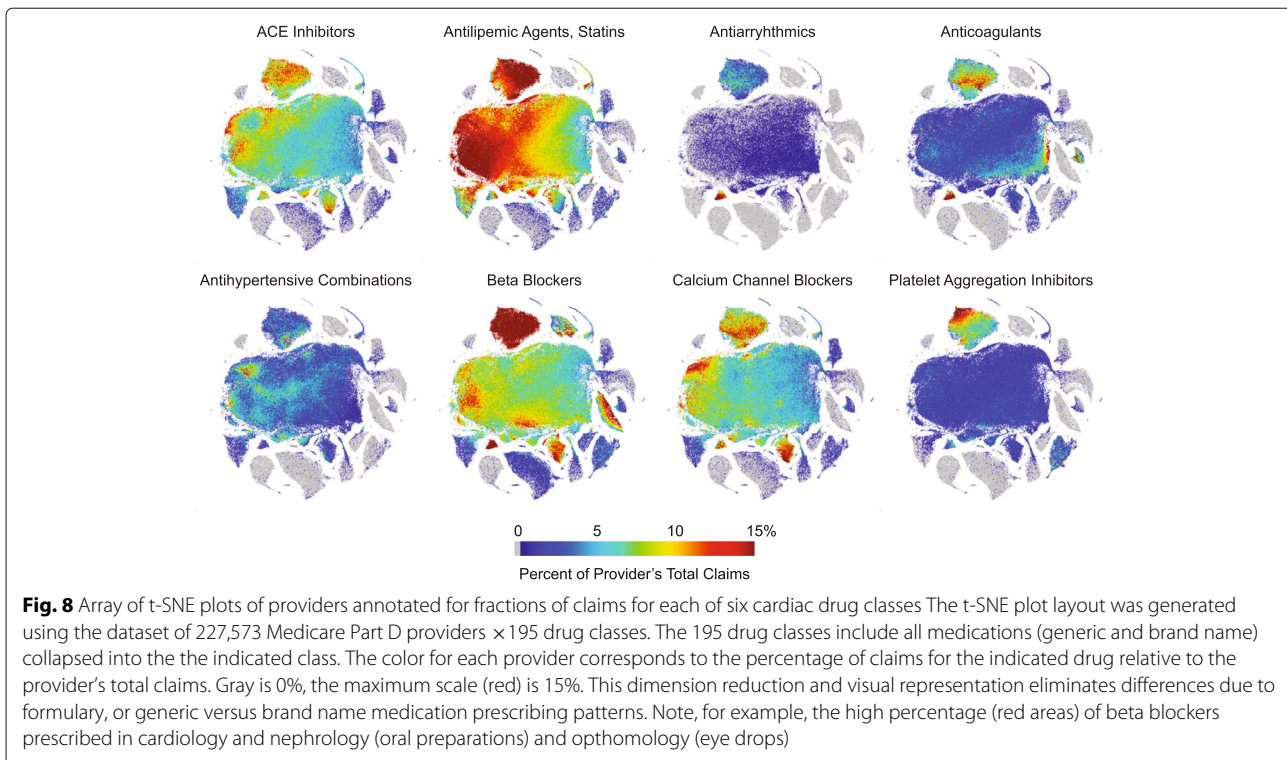 ACE Inhibitors Antilipemic Agents, Statins Antiarryhthmics Anticoagulants
Antihypertensive Combinations Beta Blockers Calcium Channel Blockers Platelet Aggregation Inhibitors
0 5 10 15%
Percent of Provider's Total Claims
Fig. 8 Array of t-SNE plots of providers annotated for fractions of claims for each of six cardiac drug classes The t-SNE plot layout was generated
using the dataset of 227,573 Medicare Part D providers ×195 drug classes. The 195 drug classes include all medications (generic and brand name)
collapsed into the the indicated class. The color for each provider corresponds to the percentage of claims for the indicated drug relative to the
provider's total claims. Gray is 0%, the maximum scale (red) is 15%. This dimension reduction and visual representation eliminates differences due to
formulary, or generic versus brand name medication prescribing patterns. Note, for example, the high percentage (red areas) of beta blockers
prescribed in cardiology and nephrology (oral preparations) and opthomology (eye drops)